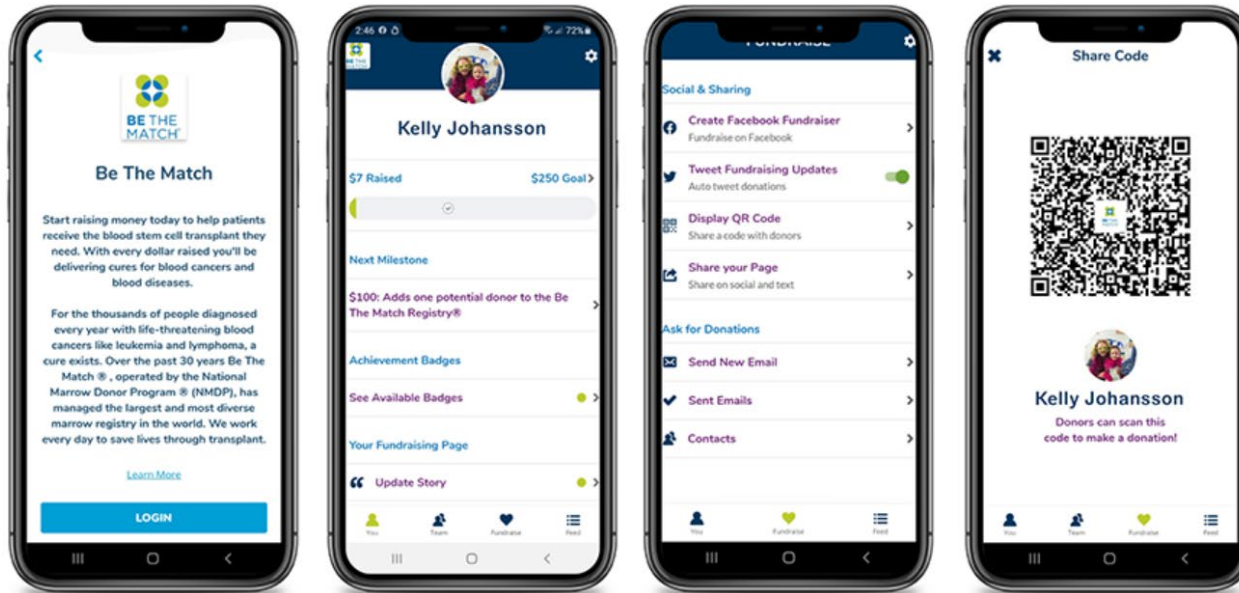 BE THE
MATCH®
Be The Match
Start raising money today to help patients
receive the blood stem cell transplant they
need. With every dollar raised you'll be
delivering cures for blood cancers and
blood diseases.
For the thousands of people diagnosed
every year with life-threatening blood
cancers like leukemia and lymphoma, a
cure exists. Over the past 30 years Be The
Match ® , operated by the National
Marrow Donor Program ® (NMDP), has
managed the largest and most diverse
marrow registry in the world. We work
every day to save lives through transplant.
Learn More
LOGIN
2:46
72%
BE THE
MATCH
Kelly Johansson
$7 Raised
$250 Goal
Next Milestone
$100: Adds one potential donor to the Be
The Match Registry®
Achievement Badges
See Available Badges
Your Fundraising Page
Update Story
You Team Fundraise Feed
FUNDRAISE
Social & Sharing
Create Facebook Fundraiser
Fundraise on Facebook
Tweet Fundraising Updates
Auto tweet donations
Display QR Code
Share a code with donors
Share your Page
Share on social and text
Ask for Donations
Send New Email
Sent Emails
Contacts
You Fundraise Feed
Share Code
Kelly Johansson
Donors can scan this
code to make a donation!
You Team Fundraise Feed